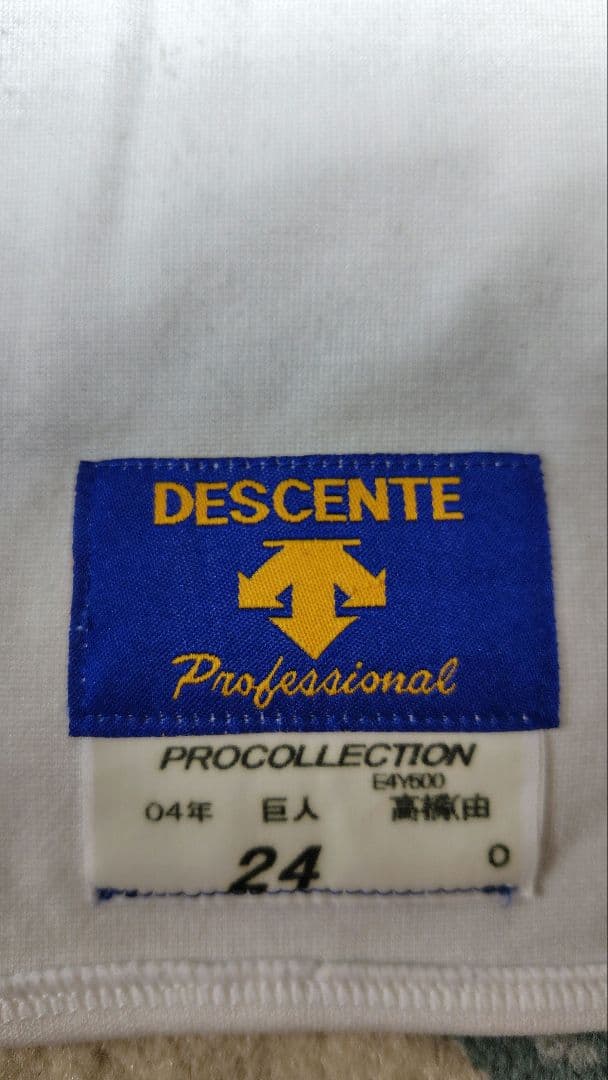 DESCENTE
Professional
PROCOLLECTION
E4Y500
04年 巨人 高橋(由
24 O